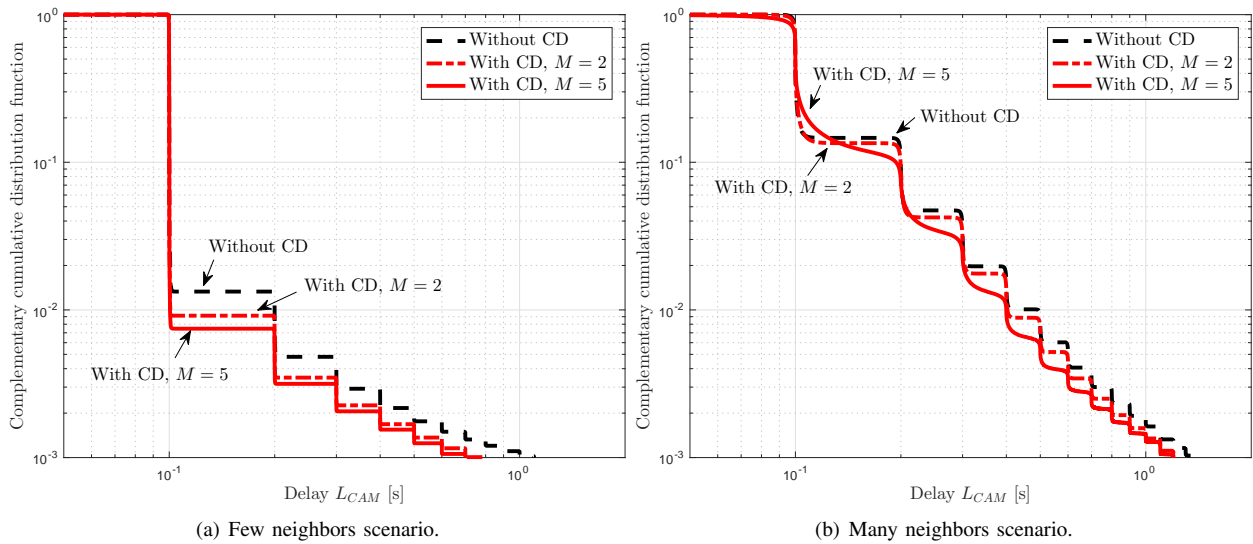 Complementary cumulative distribution function
10^0
10^-1
10^-2
10^-3
Without CD
With CD, M = 2
With CD, M = 5
Without CD
With CD, M = 2
With CD, M = 5
10^-1
10^0
Delay L_CAM [s]
(a) Few neighbors scenario.
Complementary cumulative distribution function
10^0
10^-1
10^-2
10^-3
Without CD
With CD, M = 2
With CD, M = 5
With CD, M = 5
Without CD
With CD, M = 2
10^-1
10^0
Delay L_CAM [s]
(b) Many neighbors scenario.